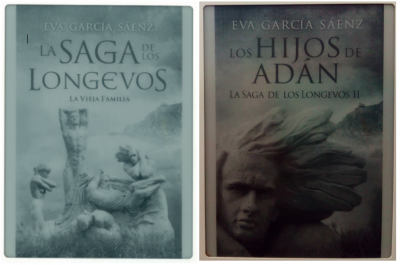 EVA GARCÍA SÁENZ
LA SAGA DE LOS
LONGEVOS
LA VIEJA FAMILIA
EVA GARCÍA SÁENZ
LOS HIJOS DE
ADÁN
LA SAGA DE LOS LONGEVOS II